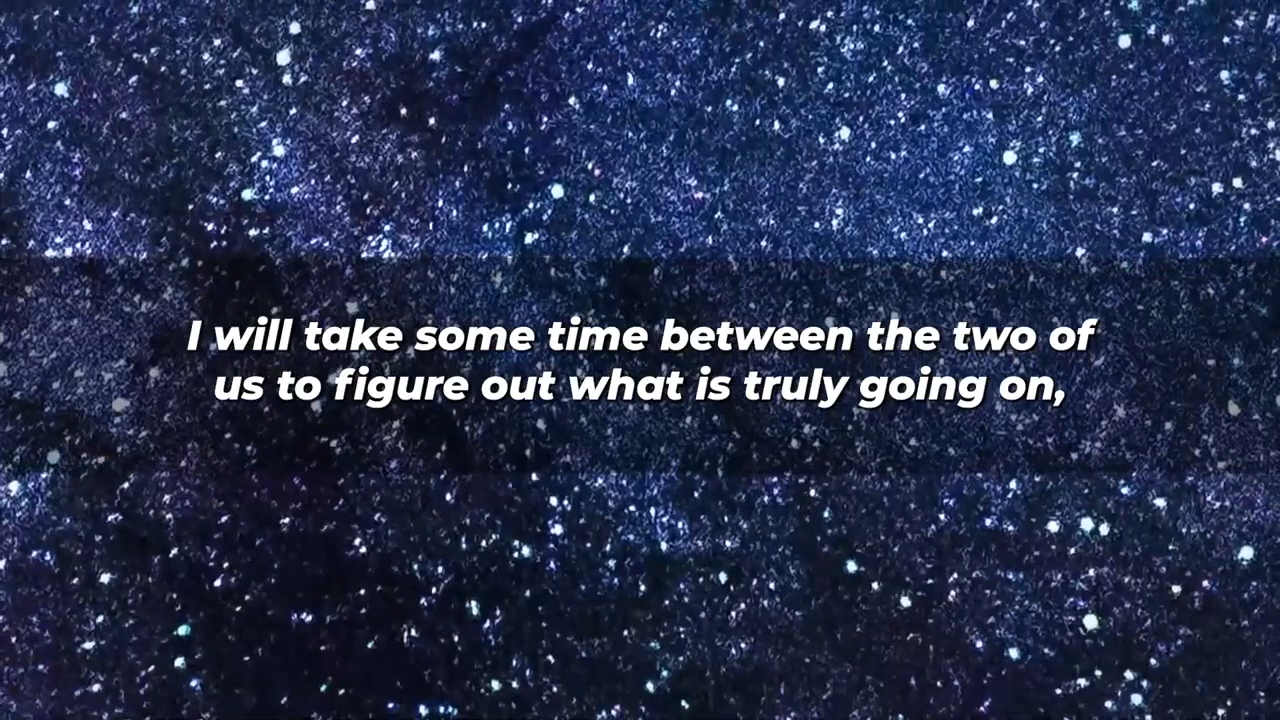 I will take some time between the two of
us to figure out what is truly going on,